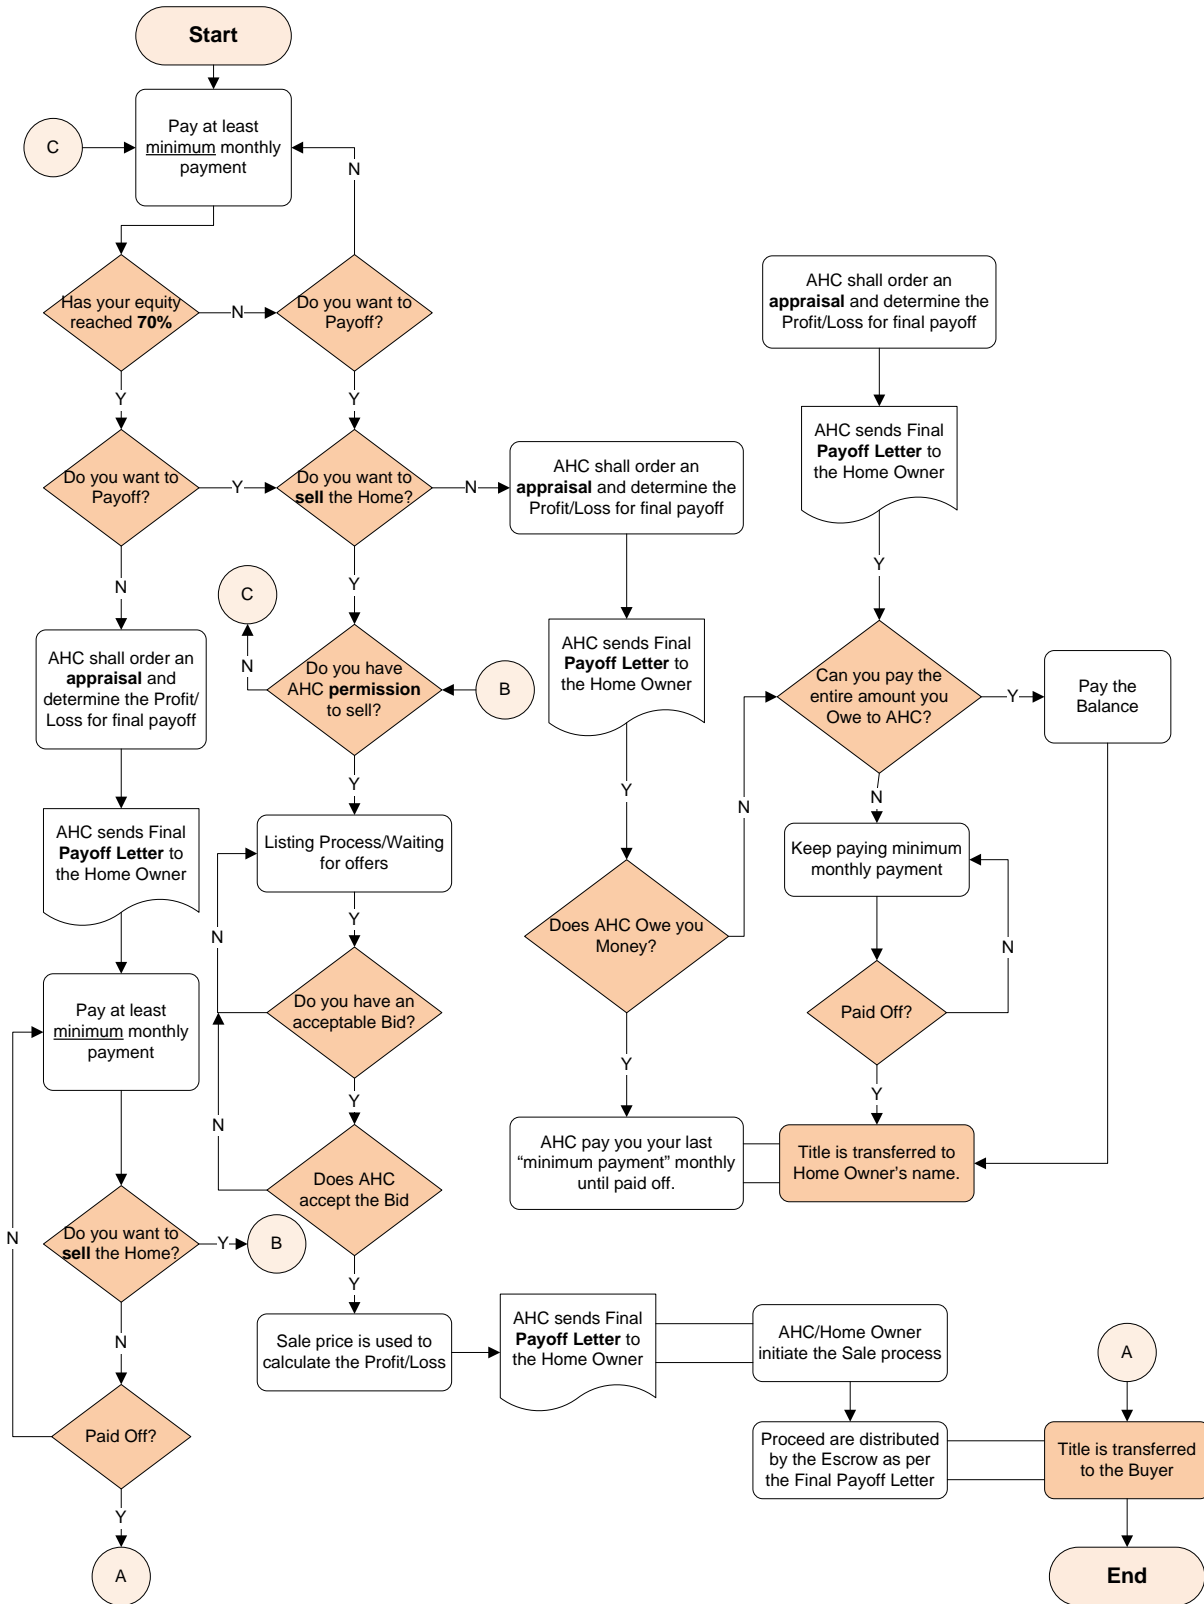 Start
Pay at least
minimum monthly
payment
C
N
Has your equity
reached 70%
N
Do you want to
Payoff?
AHC shall order an
appraisal and determine the
Profit/Loss for final payoff
Y
Y
Do you want to
Payoff?
Y
Do you want to
sell the Home?
N
AHC shall order an
appraisal and determine the
Profit/Loss for final payoff
AHC sends Final
Payoff Letter to
the Home Owner
Y
N
Y
C
N
AHC shall order an
appraisal and
determine the Profit/
Loss for final payoff
Do you have
AHC permission
to sell?
B
AHC sends Final
Payoff Letter to
the Home Owner
Can you pay the
entire amount you
Owe to AHC?
Y
Pay the
Balance
Y
Y
N
N
AHC sends Final
Payoff Letter to
the Home Owner
Listing Process/Waiting
for offers
Keep paying minimum
monthly payment
Y
N
Does AHC Owe you
Money?
N
Pay at least
minimum monthly
payment
Do you have an
acceptable Bid?
Paid Off?
Y
Y
Y
N
Does AHC
accept the Bid
AHC pay you your last
“minimum payment” monthly
until paid off.
Title is transferred to
Home Owner’s name.
N
Do you want to
sell the Home?
Y
B
Y
N
Sale price is used to
calculate the Profit/Loss
AHC sends Final
Payoff Letter to
the Home Owner
AHC/Home Owner
initiate the Sale process
A
Paid Off?
Proceed are distributed
by the Escrow as per
the Final Payoff Letter
Title is transferred
to the Buyer
Y
A
End